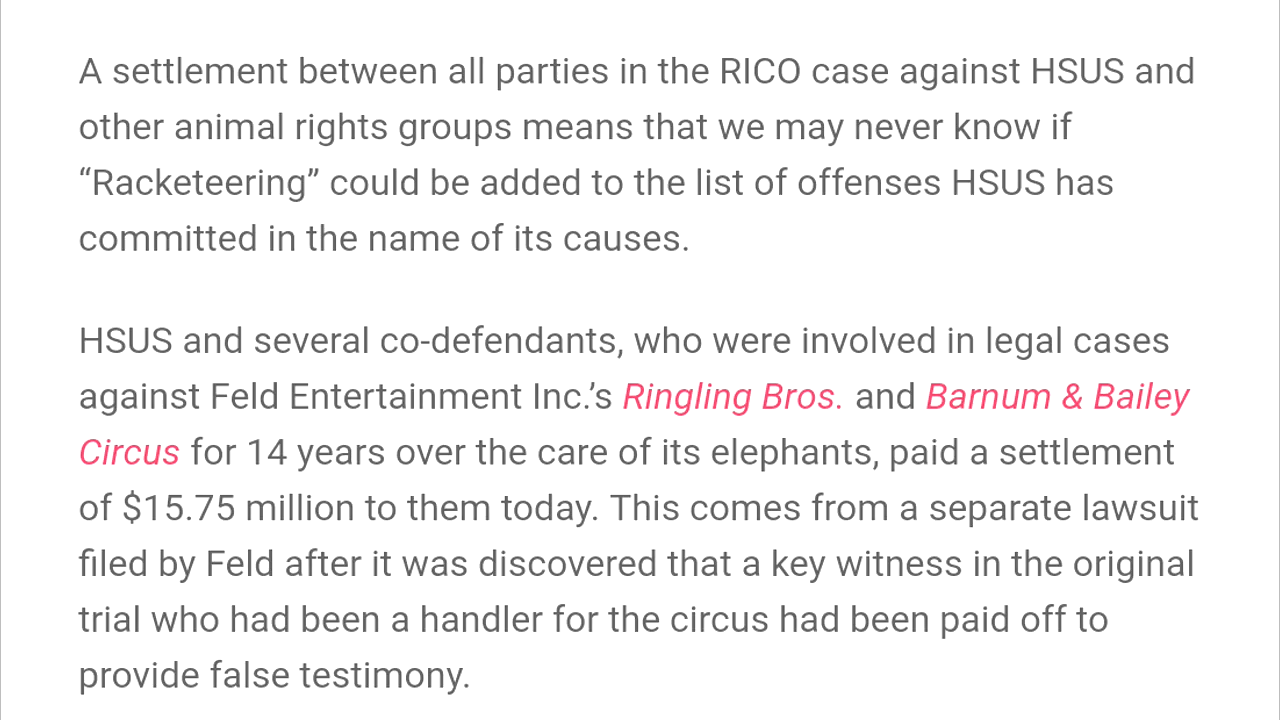 A settlement between all parties in the RICO case against HSUS and
other animal rights groups means that we may never know if
“Racketeering” could be added to the list of offenses HSUS has
committed in the name of its causes.
HSUS and several co-defendants, who were involved in legal cases
against Feld Entertainment Inc.’s Ringling Bros. and Barnum & Bailey
Circus for 14 years over the care of its elephants, paid a settlement
of $15.75 million to them today. This comes from a separate lawsuit
filed by Feld after it was discovered that a key witness in the original
trial who had been a handler for the circus had been paid off to
provide false testimony.